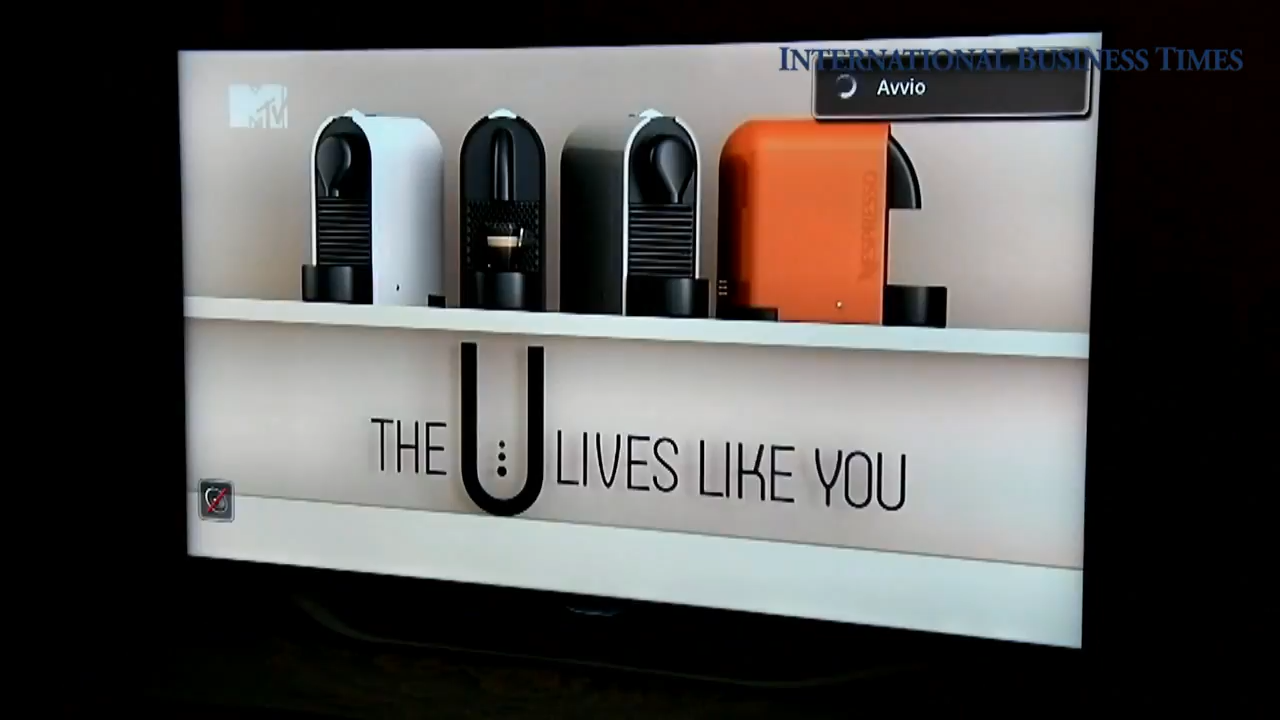 INTERNATIONAL BUSINESS TIMES
Avvio
MTV
NESPRESSO
THE U LIVES LIKE YOU